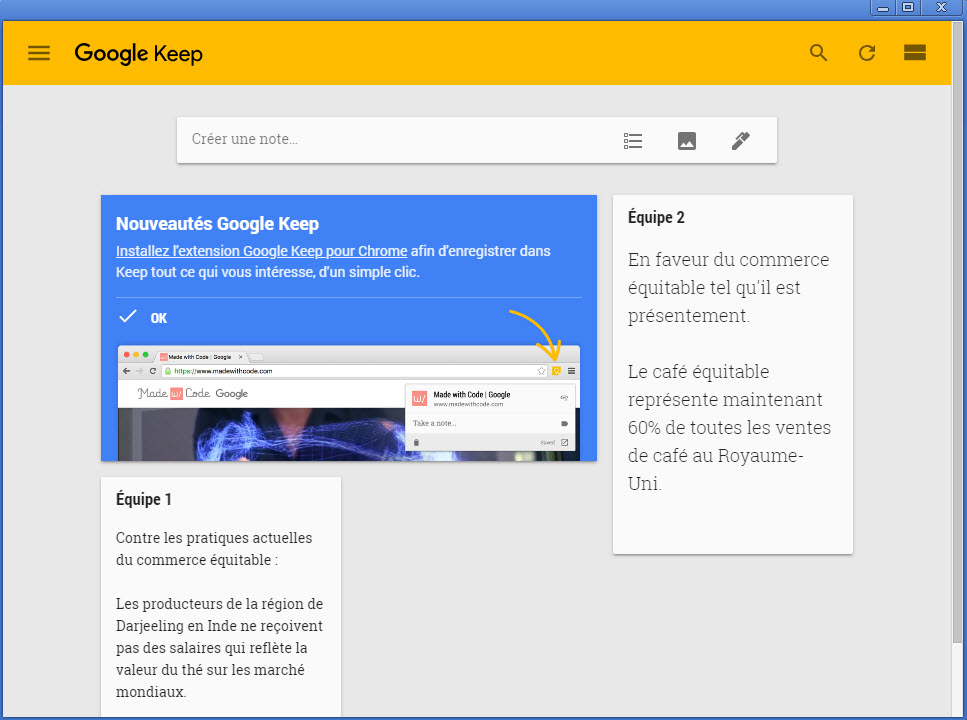 Google Keep
Créer une note...
Nouveautés Google Keep
Installez l'extension Google Keep pour Chrome afin d'enregistrer dans
Keep tout ce qui vous intéresse, d'un simple clic.
OK
Made with Code | Google
https://www.madewithcode.com
Made w/ Code Google
w/
Made with Code | Google
www.madewithcode.com
Take a note...
Saved
Équipe 2
En faveur du commerce
équitable tel qu'il est
présentement.
Le café équitable
représente maintenant
60% de toutes les ventes
de café au Royaume-
Uni.
Équipe 1
Contre les pratiques actuelles
du commerce équitable :
Les producteurs de la région de
Darjeeling en Inde ne reçoivent
pas des salaires qui reflète la
valeur du thé sur les marché
mondiaux.